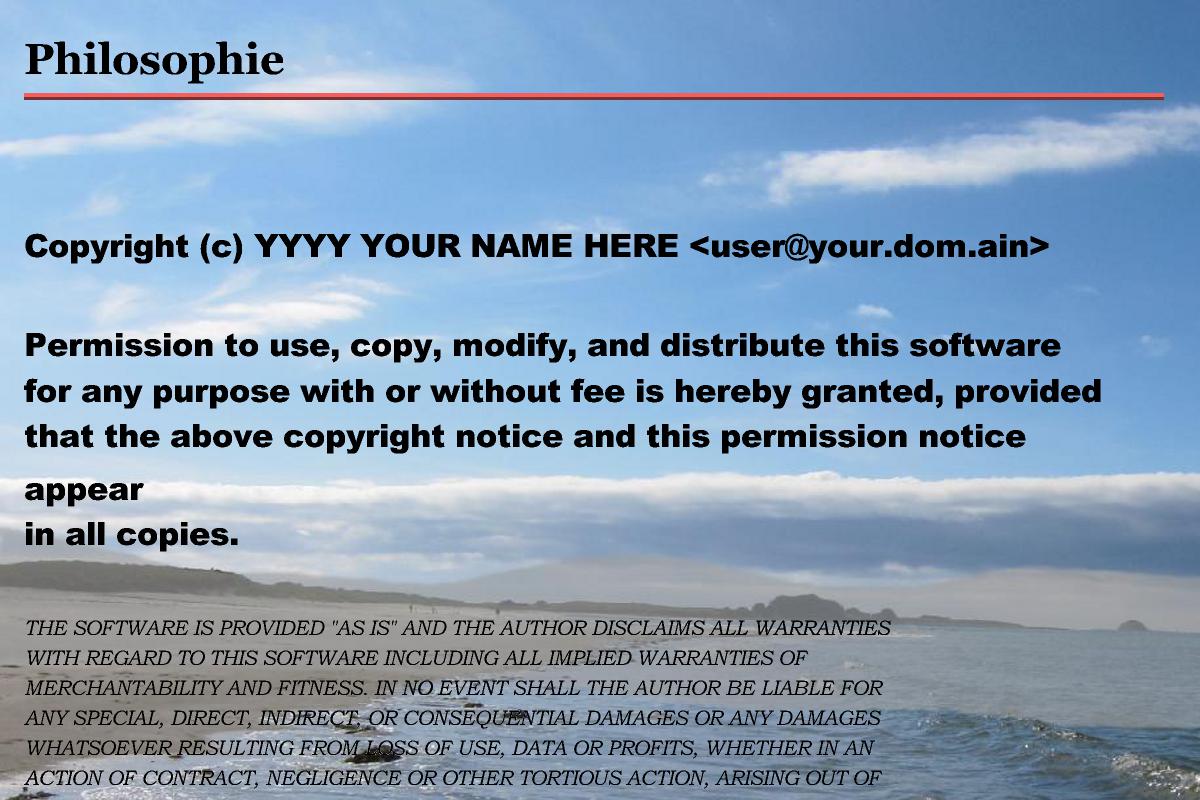 Philosophie
Copyright (c) YYYY YOUR NAME HERE <user@your.dom.ain>
Permission to use, copy, modify, and distribute this software
for any purpose with or without fee is hereby granted, provided
that the above copyright notice and this permission notice
appear
in all copies.
THE SOFTWARE IS PROVIDED "AS IS" AND THE AUTHOR DISCLAIMS ALL WARRANTIES
WITH REGARD TO THIS SOFTWARE INCLUDING ALL IMPLIED WARRANTIES OF
MERCHANTABILITY AND FITNESS. IN NO EVENT SHALL THE AUTHOR BE LIABLE FOR
ANY SPECIAL, DIRECT, INDIRECT, OR CONSEQUENTIAL DAMAGES OR ANY DAMAGES
WHATSOEVER RESULTING FROM LOSS OF USE, DATA OR PROFITS, WHETHER IN AN
ACTION OF CONTRACT, NEGLIGENCE OR OTHER TORTIOUS ACTION, ARISING OUT OF